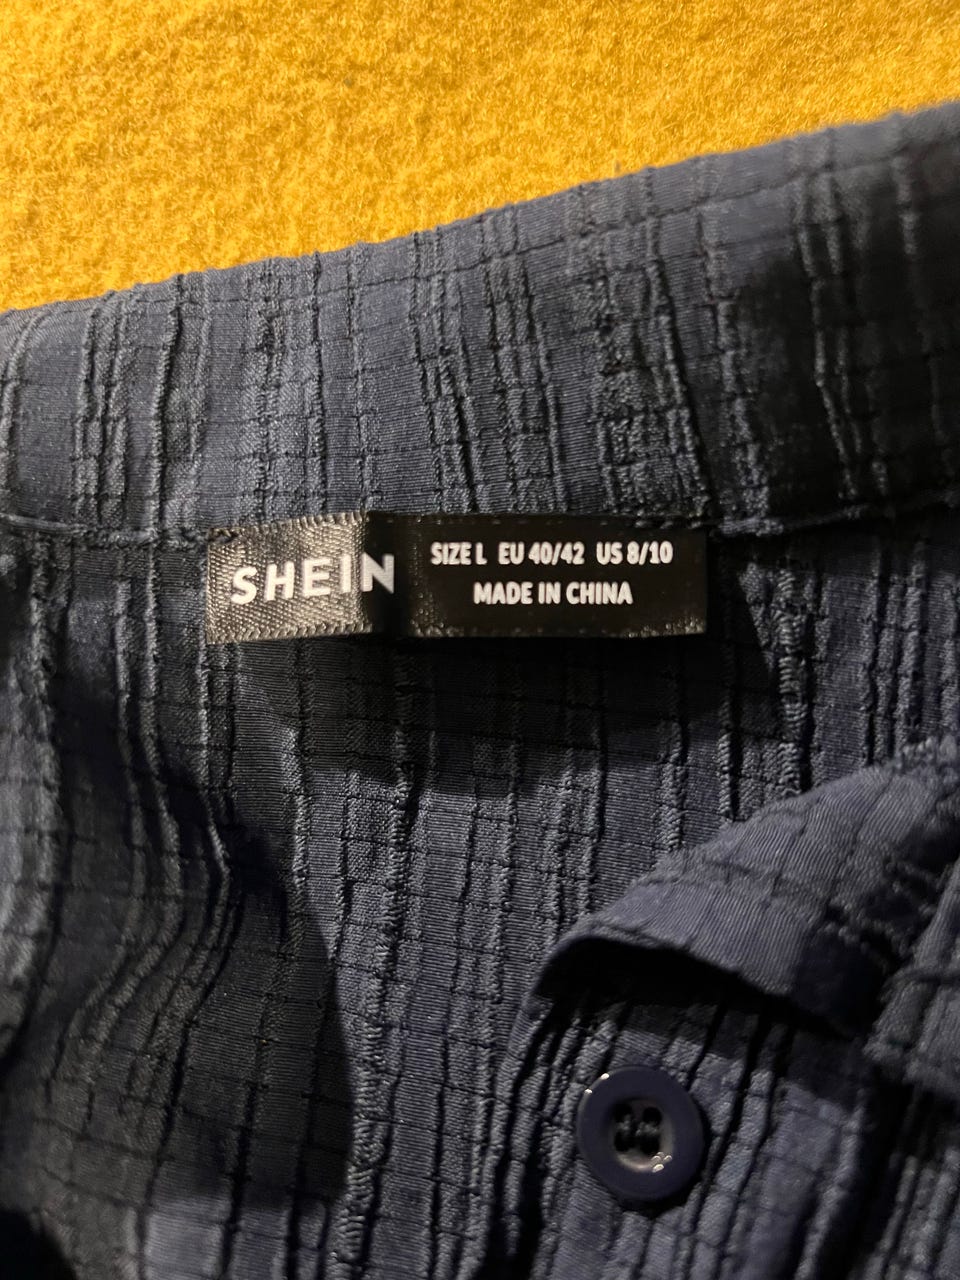 SHEIN
SIZE L EU 40/42 US 8/10
MADE IN CHINA